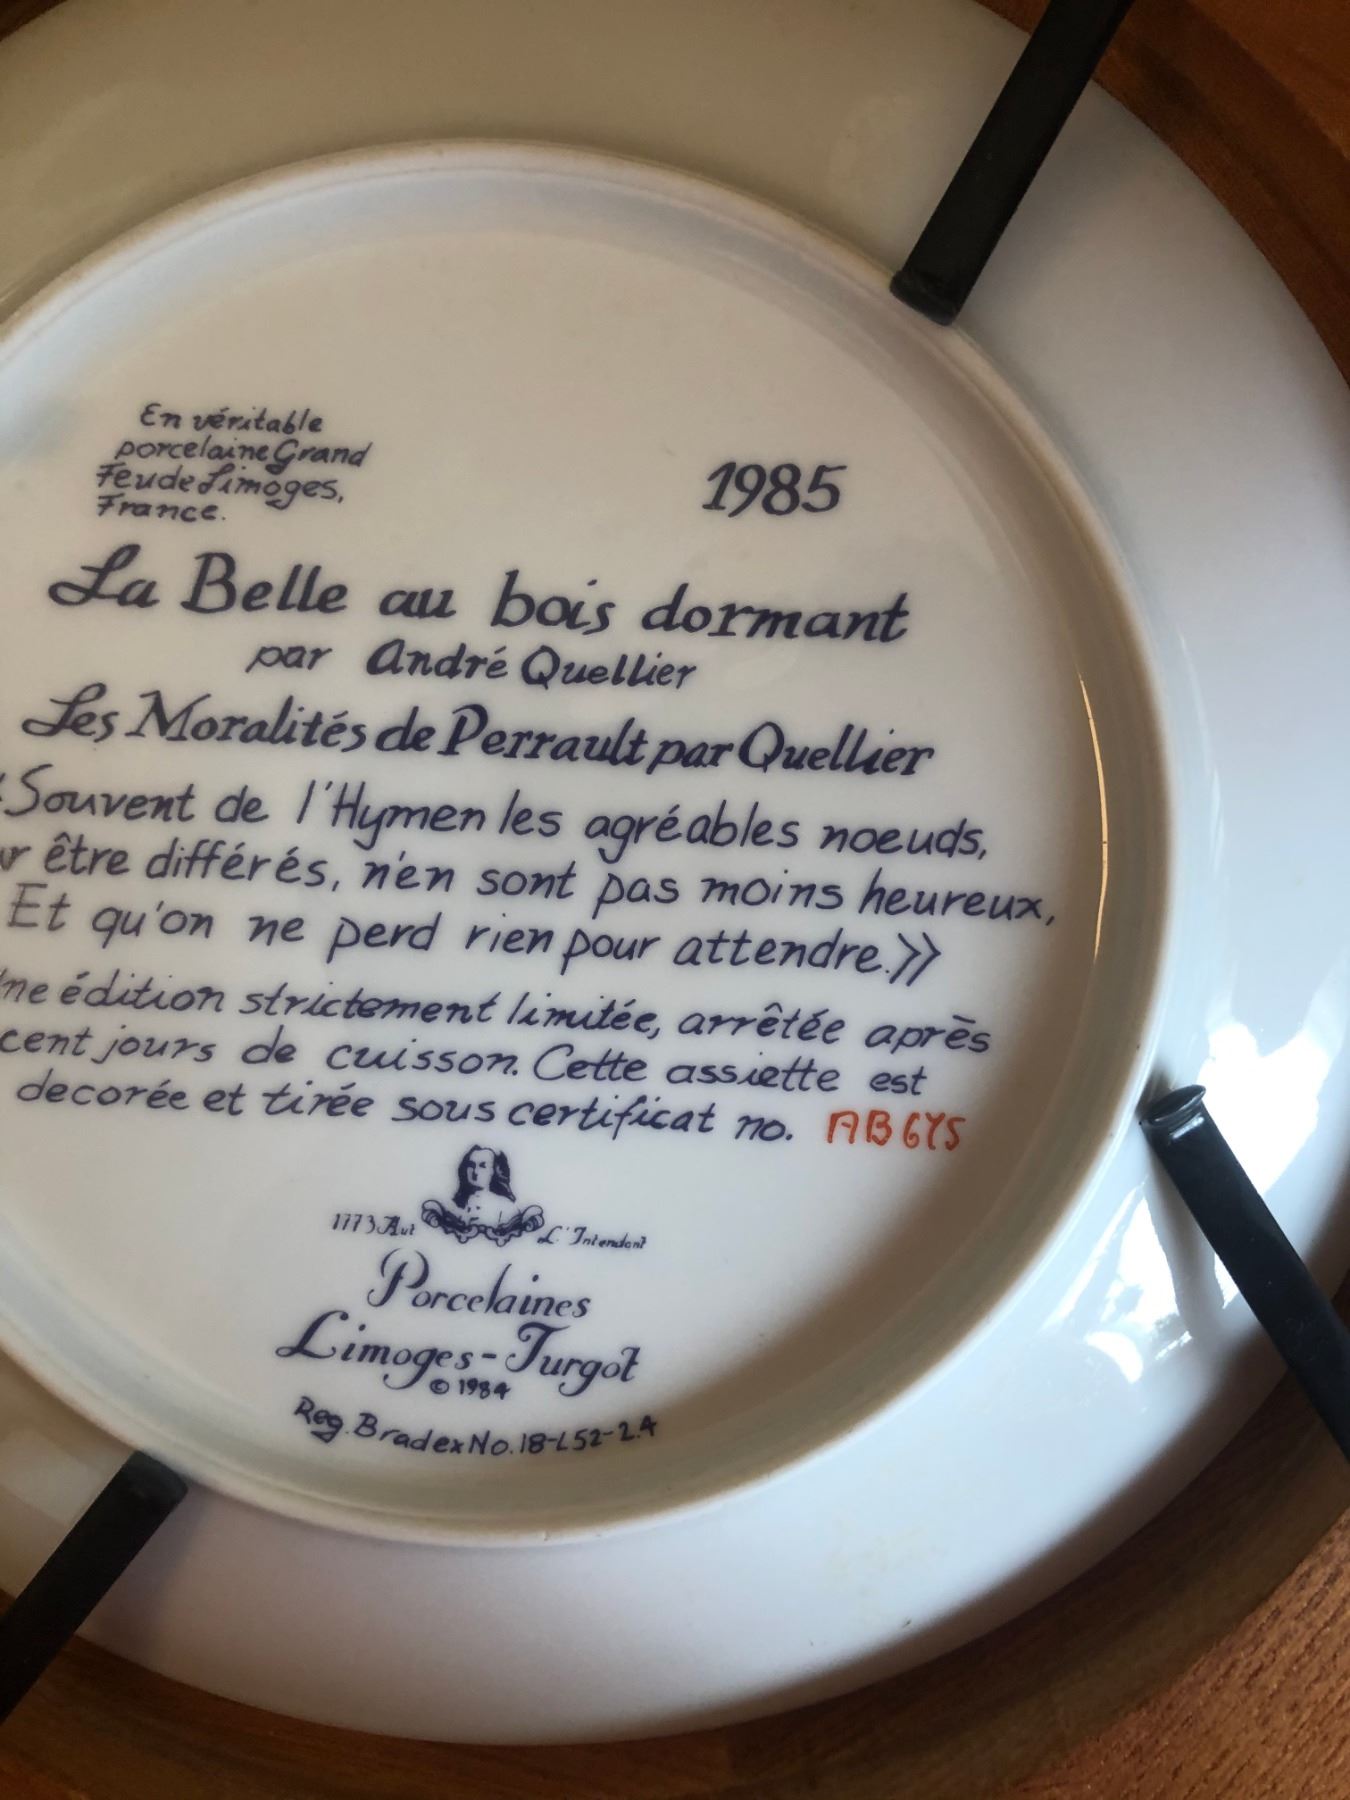 En véritable
porcelaine Grand
Feu de Limoges,
France.
1985
La Belle au bois dormant
par André Quellier
Les Moralités de Perrault par Quellier
«Souvent de l'Hymen les agréables noeuds,
être différés, n'en sont pas moins heureux,
Et qu'on ne perd rien pour attendre.»
édition strictement limitée, arrêtée après
cent jours de cuisson. Cette assiette est
decorée et tirée sous certificat no. AB6Y5
1773 Aut L'Intendant
Porcelaines
Limoges-Turgot
© 1984
Reg. Bradex No. 18-L52-2.4